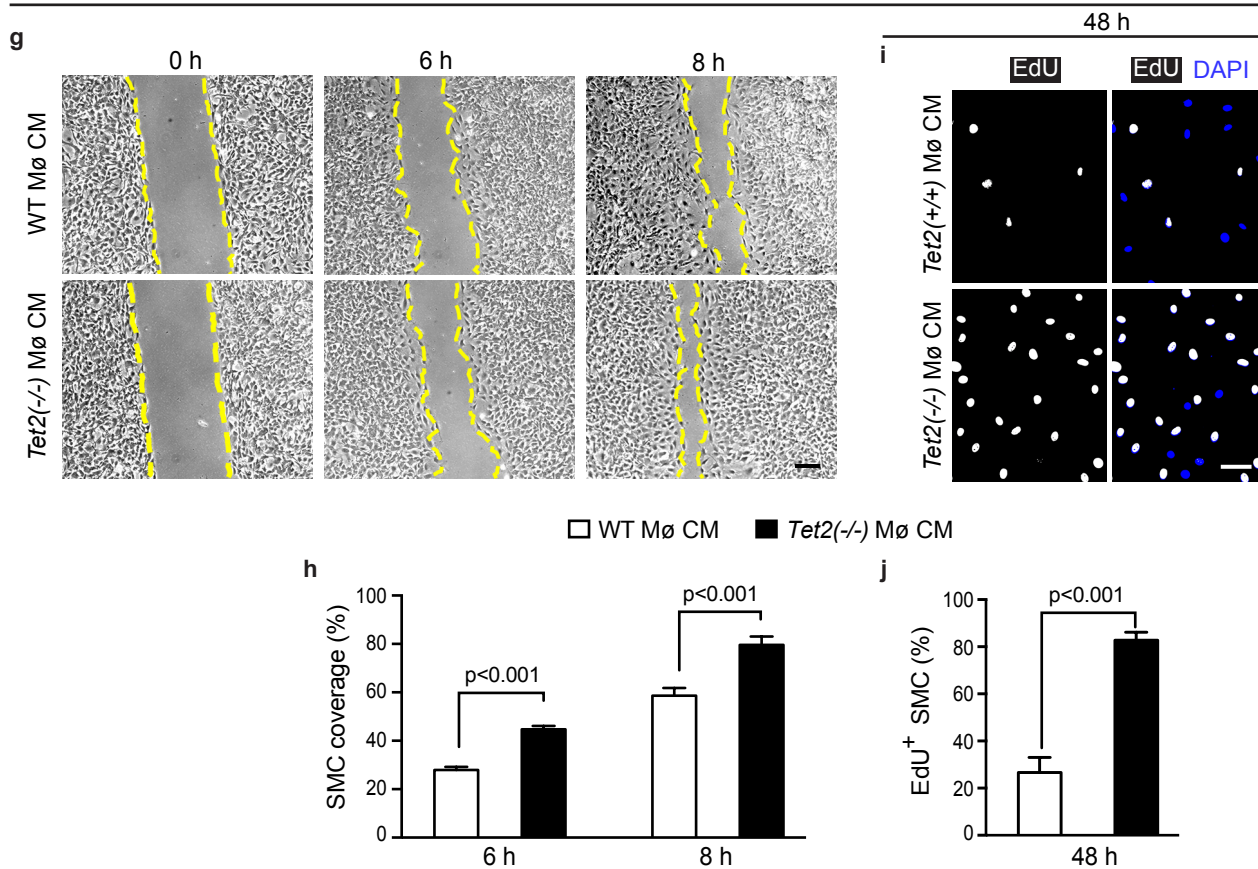 g
0 h
6 h
8 h
WT Mø CM
Tet2(-/-) Mø CM
48 h
i
EdU
EdU DAPI
Tet2(+/+) Mø CM
Tet2(-/-) Mø CM
WT Mø CM
Tet2(-/-) Mø CM
h
SMC coverage (%)
100
80
60
40
20
0
p<0.001
p<0.001
6 h
8 h
j
EdU+ SMC (%)
100
80
60
40
20
0
p<0.001
48 h